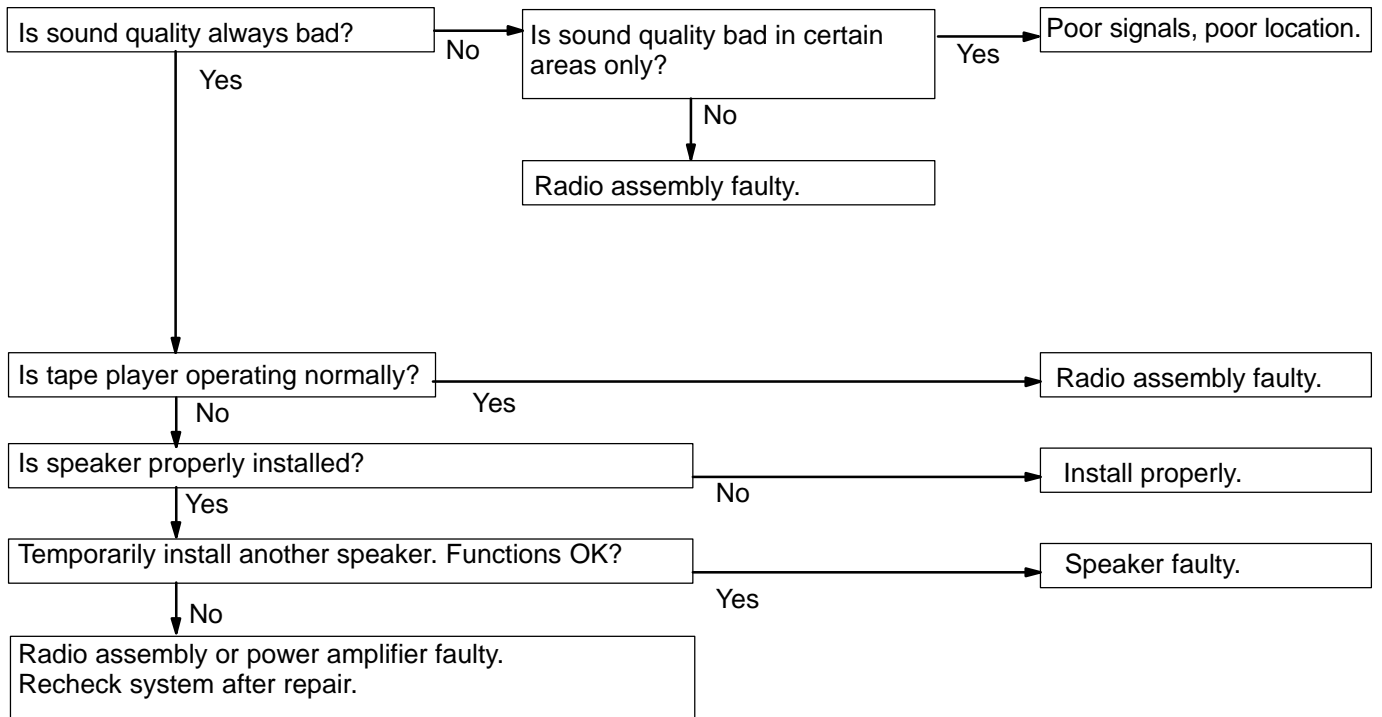 Is sound quality always bad?
No
Is sound quality bad in certain
areas only?
Yes
Poor signals, poor location.
Yes
No
Radio assembly faulty.
Is tape player operating normally?
Yes
Radio assembly faulty.
No
Is speaker properly installed?
No
Install properly.
Yes
Temporarily install another speaker. Functions OK?
Yes
Speaker faulty.
No
Radio assembly or power amplifier faulty.
Recheck system after repair.